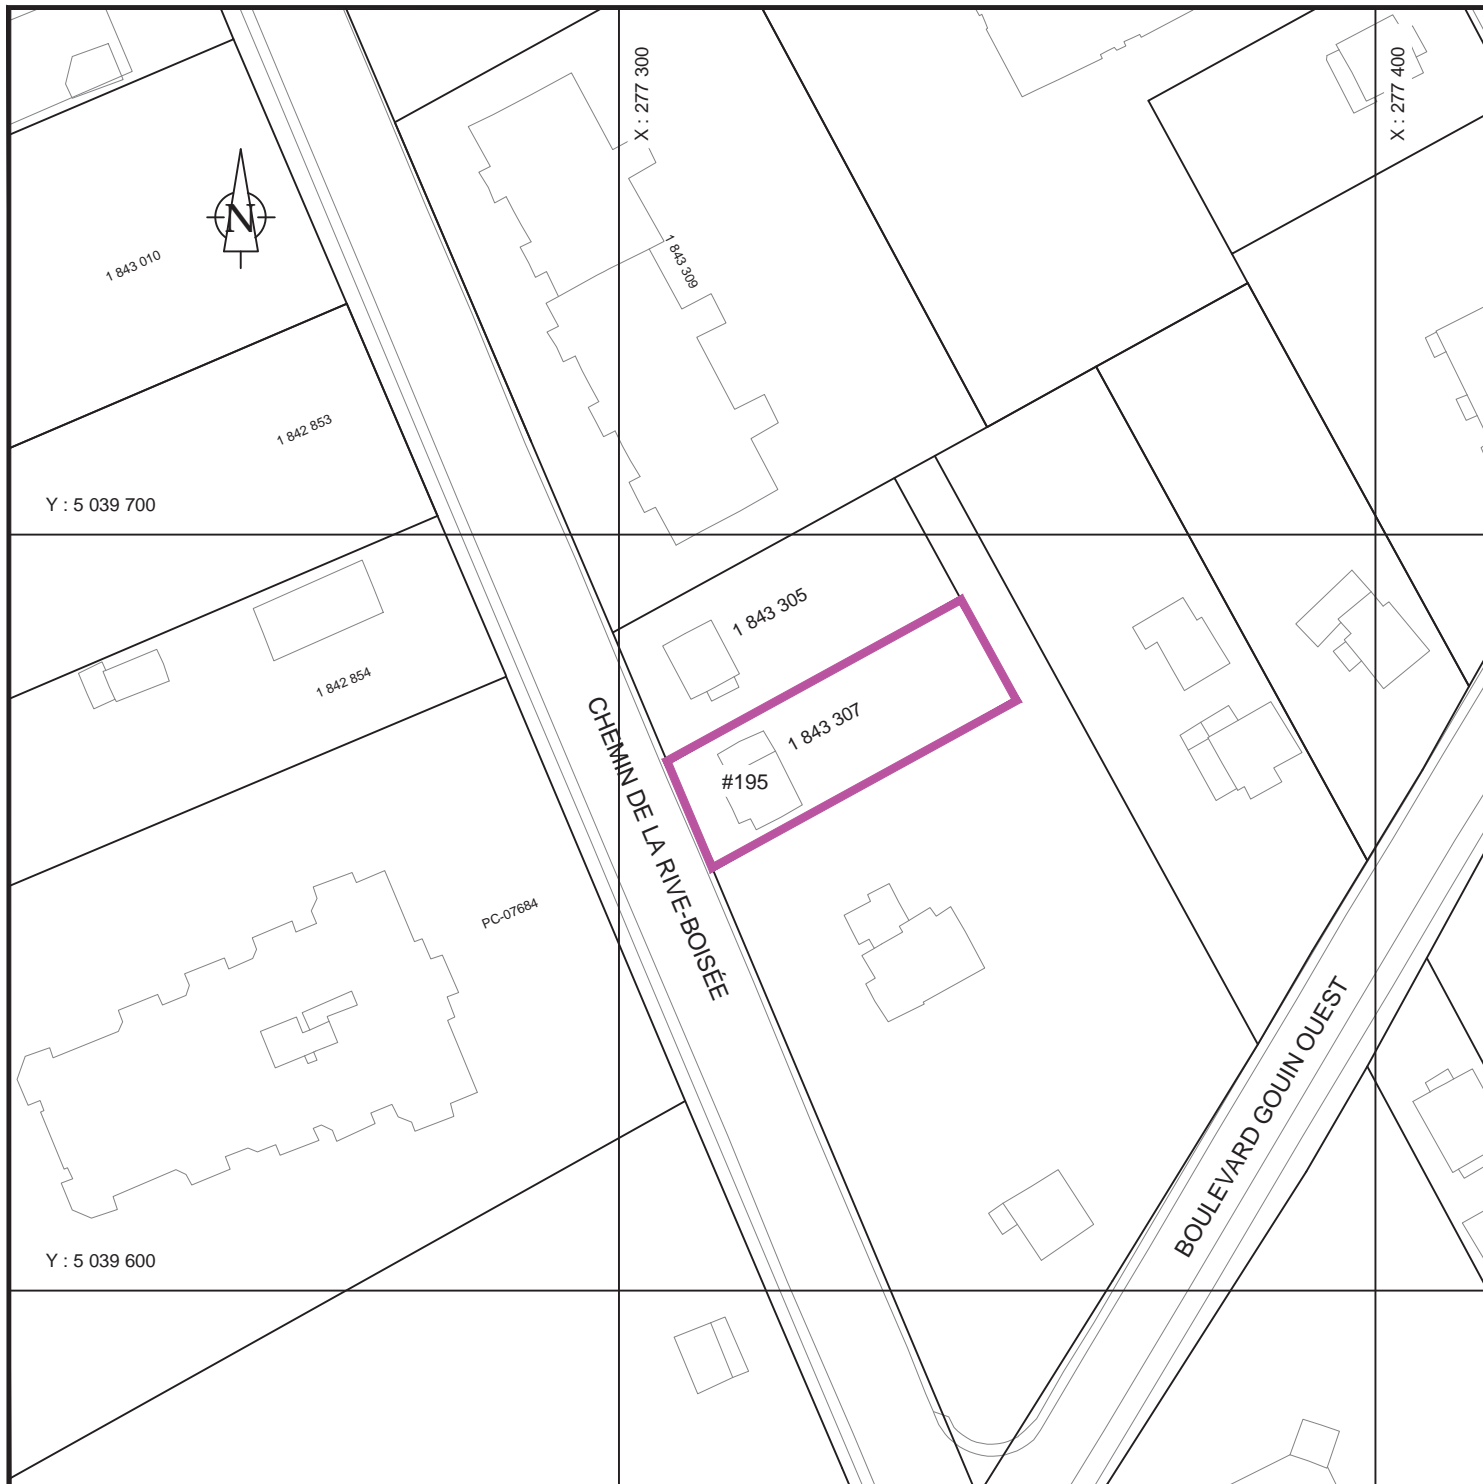 X : 277 300
X : 277 400
N
1 843 010
1 843 309
1 842 853
Y : 5 039 700
1 843 305
1 842 854
1 843 307
#195
CHEMIN DE LA RIVE-BOISÉE
PC-07684
BOULEVARD GOUIN OUEST
Y : 5 039 600